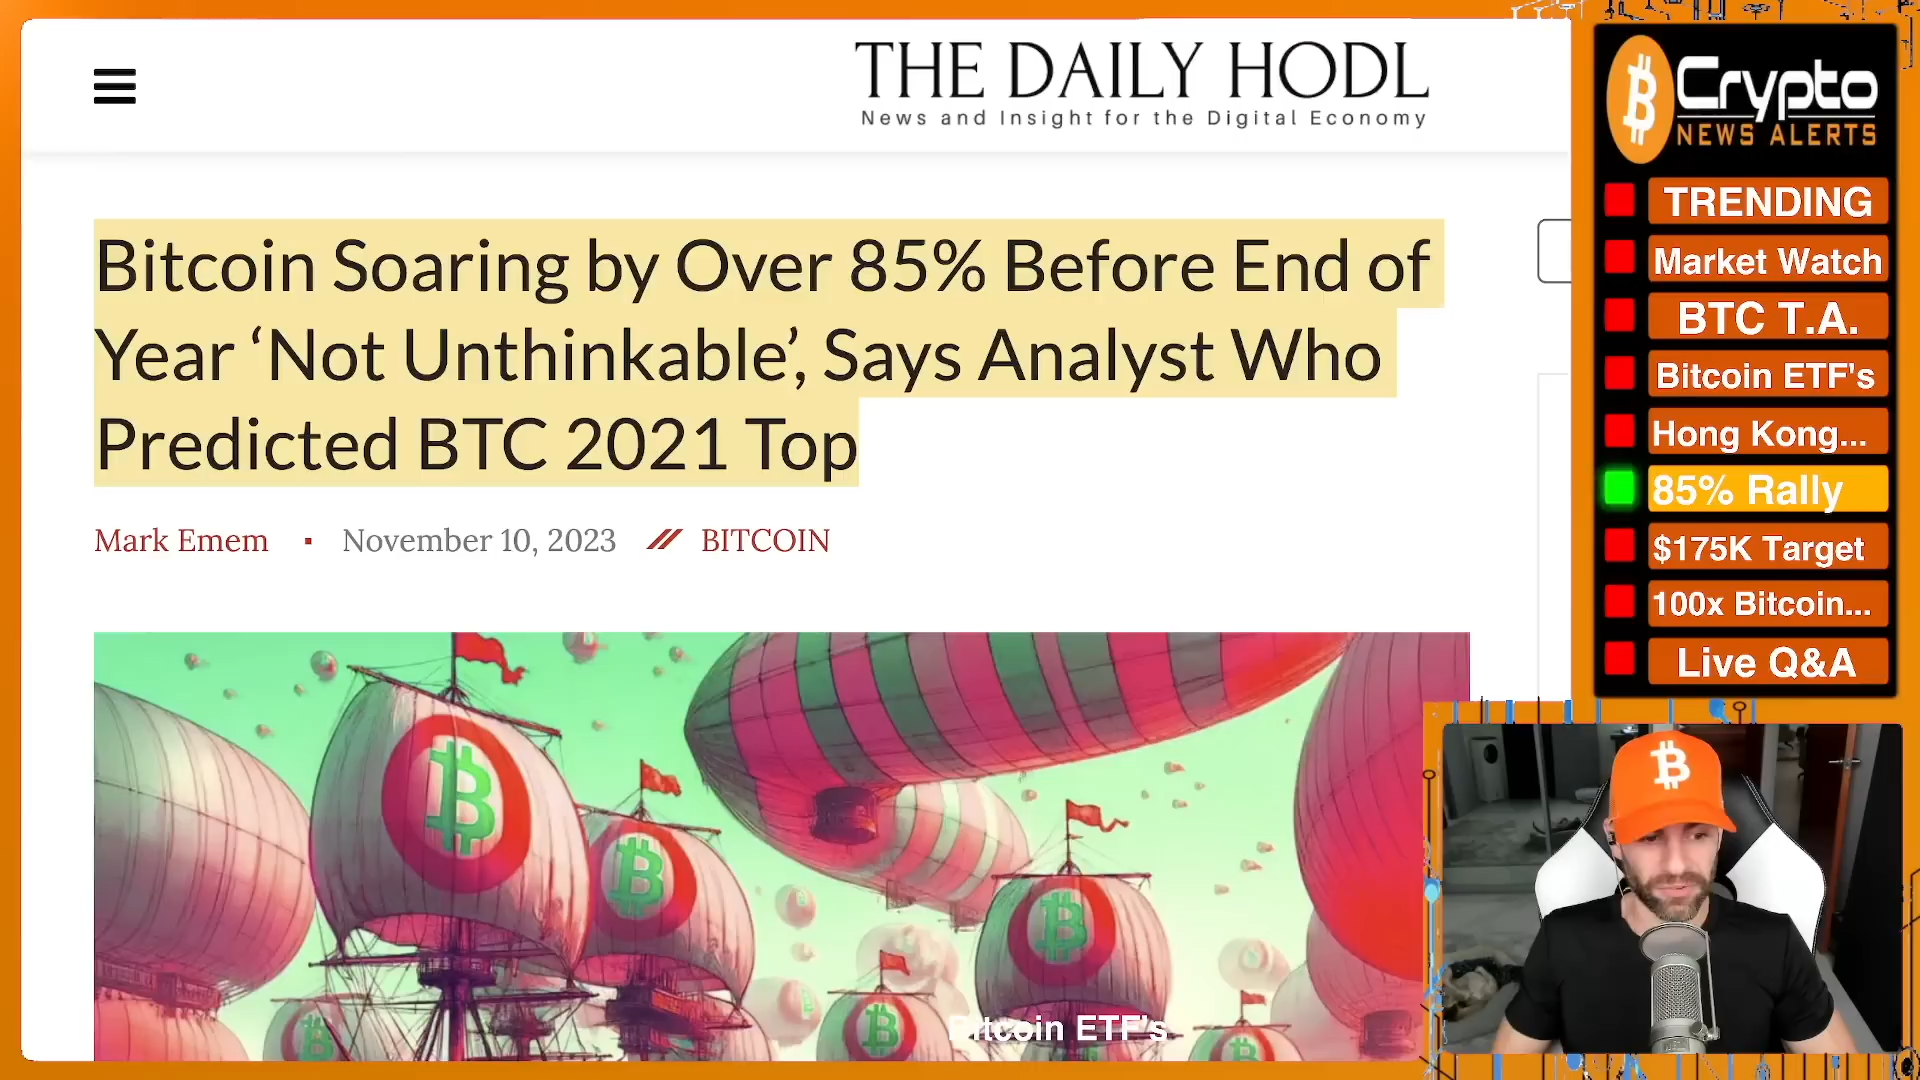 THE DAILY HODL
News and Insight for the Digital Economy
Bitcoin Soaring by Over 85% Before End of
Year ‘Not Unthinkable’, Says Analyst Who
Predicted BTC 2021 Top
Mark Emem ▪ November 10, 2023 // BITCOIN
Bitcoin ETF's
Crypto
NEWS ALERTS
TRENDING
Market Watch
BTC T.A.
Bitcoin ETF's
Hong Kong...
85% Rally
$175K Target
100x Bitcoin...
Live Q&A